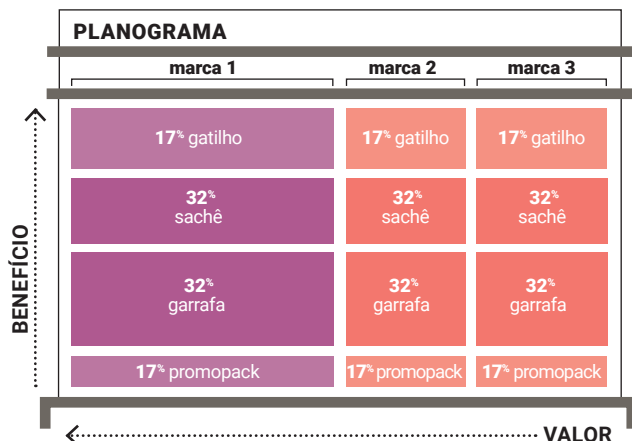 PLANOGRAMA
marca 1 marca 2 marca 3
17% gatilho 17% gatilho 17% gatilho
32% 32% 32%
sachê sachê sachê
32% 32% 32%
garrafa garrafa garrafa
17% promopack 17% promopack 17% promopack
BENEFÍCIO
VALOR